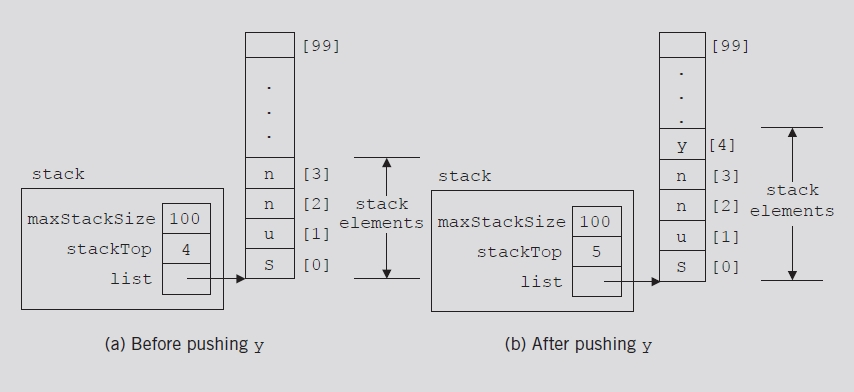 [99]
.
.
.
n [3]
n [2]
u [1]
S [0]
stack elements
stack
maxStackSize 100
stackTop 4
list
(a) Before pushing y
[99]
.
.
.
y [4]
n [3]
n [2]
u [1]
S [0]
stack elements
stack
maxStackSize 100
stackTop 5
list
(b) After pushing y